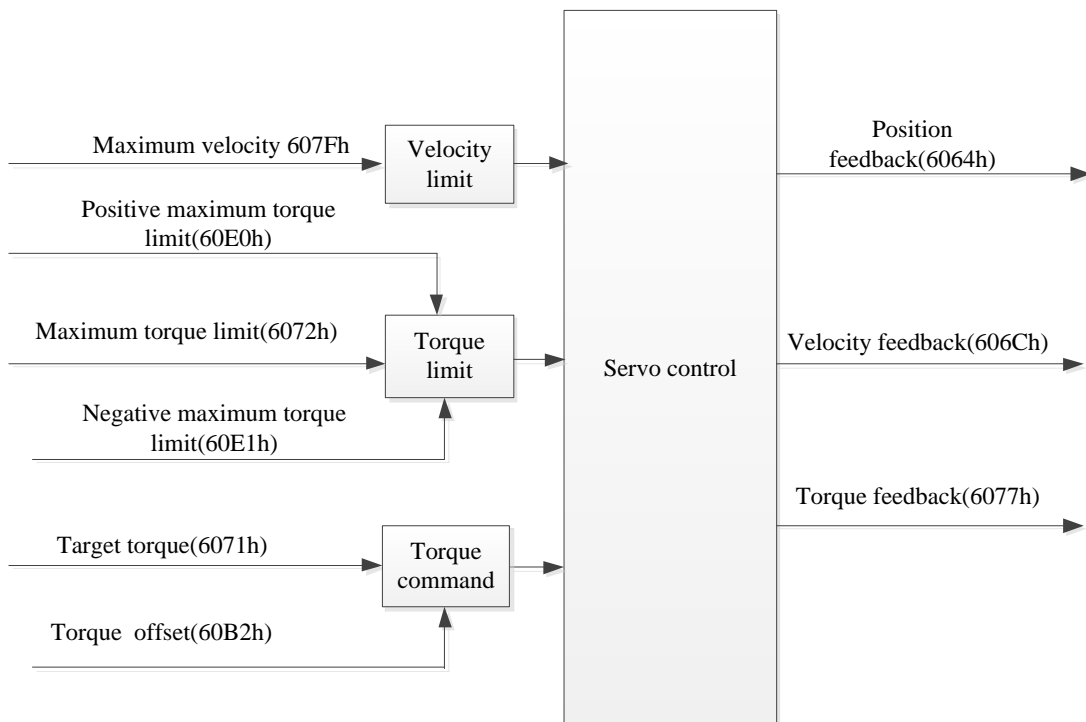 Maximum velocity 607Fh
Velocity
limit
Positive maximum torque
limit(60E0h)
Maximum torque limit(6072h)
Torque
limit
Negative maximum torque
limit(60E1h)
Target torque(6071h)
Torque
command
Torque  offset(60B2h)
Servo control
Position
feedback(6064h)
Velocity feedback(606Ch)
Torque feedback(6077h)